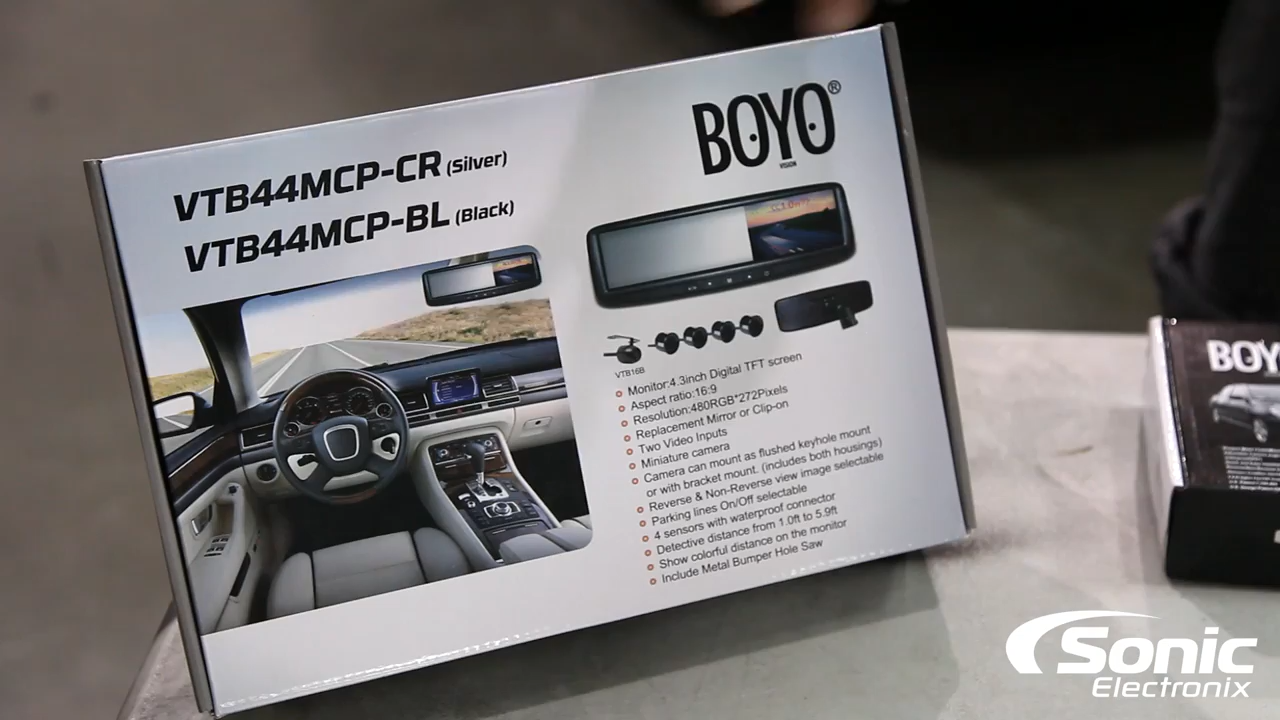 VTB44MCP-CR (Silver)
VTB44MCP-BL (Black)
BOYO®
VISION
VTB16B
Monitor:4.3inch Digital TFT screen
Aspect ratio:16:9
Resolution:480RGB*272Pixels
Replacement Mirror or Clip-on
Two Video Inputs
Miniature camera
Camera can mount as flushed keyhole mount
or with bracket mount. (includes both housings)
Reverse & Non-Reverse view image selectable
Parking lines On/Off selectable
4 sensors with waterproof connector
Detective distance from 1.0ft to 5.9ft
Show colorful distance on the monitor
Include Metal Bumper Hole Saw
BOY
Sonic
Electronix